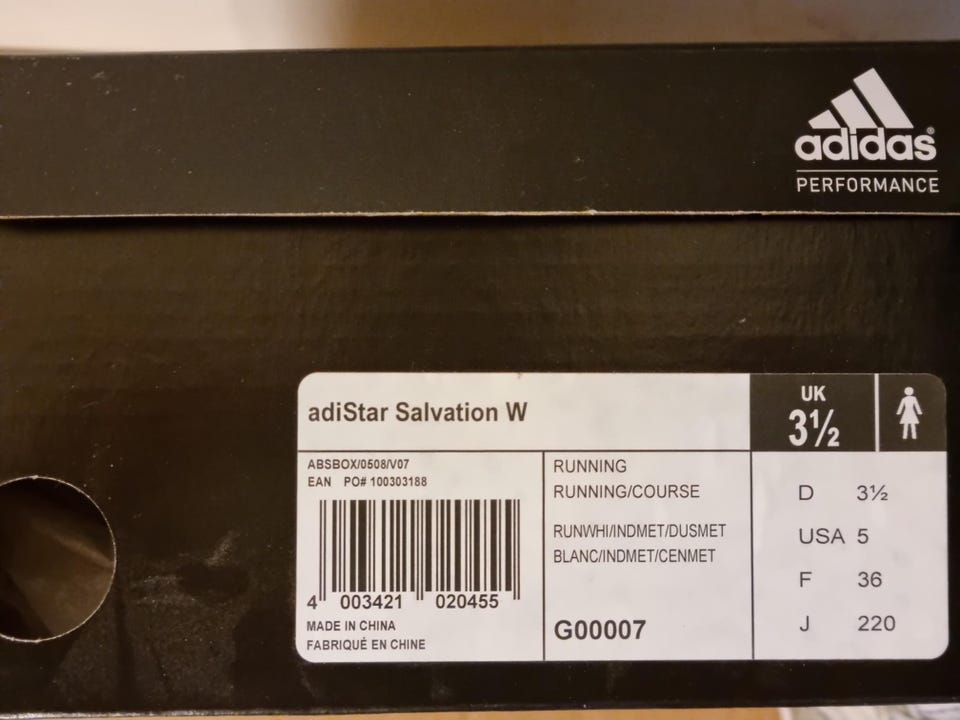 adidas®
PERFORMANCE
adiStar Salvation W
UK
3½
ABSBOX/0508/V07
EAN PO# 100303188
4 003421 020455
MADE IN CHINA
FABRIQUÉ EN CHINE
RUNNING
RUNNING/COURSE
RUNWHI/INDMET/DUSMET
BLANC/INDMET/CENMET
G00007
D 3½
USA 5
F 36
J 220